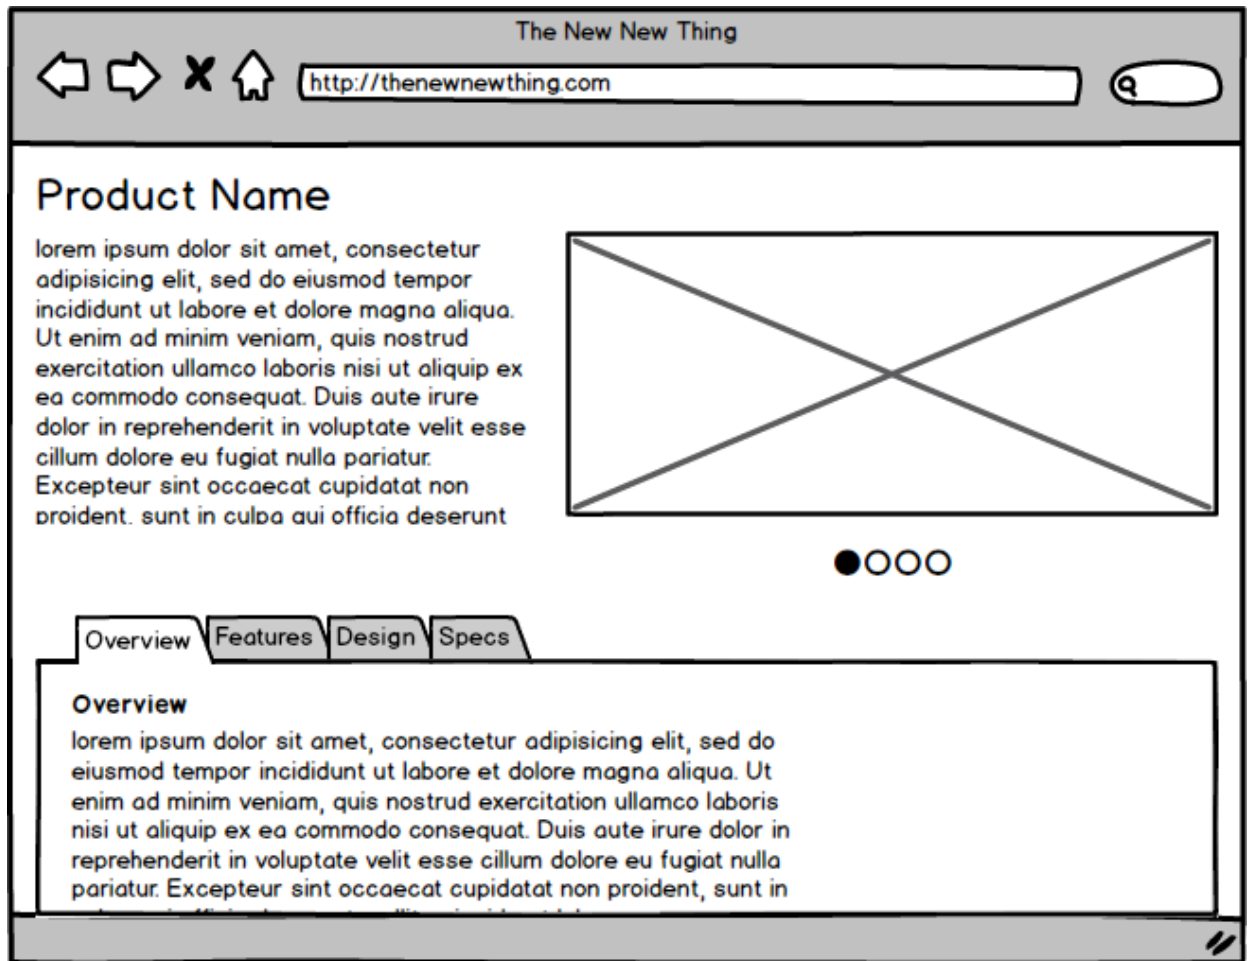 The New New Thing
http://thenewnewthing.com
Product Name
lorem ipsum dolor sit amet, consectetur
adipisicing elit, sed do eiusmod tempor
incididunt ut labore et dolore magna aliqua.
Ut enim ad minim veniam, quis nostrud
exercitation ullamco laboris nisi ut aliquip ex
ea commodo consequat. Duis aute irure
dolor in reprehenderit in voluptate velit esse
cillum dolore eu fugiat nulla pariatur.
Excepteur sint occaecat cupidatat non
proident, sunt in culpa qui officia deserunt
Overview Features Design Specs
Overview
lorem ipsum dolor sit amet, consectetur adipisicing elit, sed do
eiusmod tempor incididunt ut labore et dolore magna aliqua. Ut
enim ad minim veniam, quis nostrud exercitation ullamco laboris
nisi ut aliquip ex ea commodo consequat. Duis aute irure dolor in
reprehenderit in voluptate velit esse cillum dolore eu fugiat nulla
pariatur. Excepteur sint occaecat cupidatat non proident, sunt in